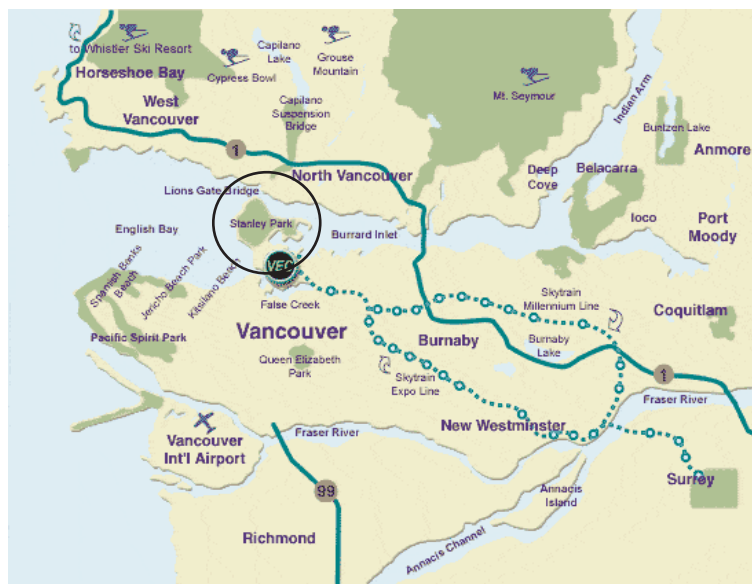 to Whistler Ski Resort
Horseshoe Bay
Capilano
Lake
Grouse
Mountain
Cypress Bowl
West
Vancouver
Mt. Seymour
Capilano
Suspension
Bridge
Indian Arm
Buntzen Lake
Anmore
1
North Vancouver
Deep
Cove
Belacarra
Lions Gate Bridge
Stanley Park
English Bay
Burrard Inlet
Ioco
Port
Moody
Spanish Banks
Beach
Jericho Beach Park
Kitsilano Beach
VEC
False Creek
Skytrain
Millennium Line
Coquitlam
Vancouver
Pacific Spirit Park
Burnaby
Burnaby
Lake
Queen Elizabeth
Park
Skytrain
Expo Line
1
Fraser River
New Westminster
Fraser River
Vancouver
Int'l Airport
Surrey
99
Annacis
Island
Richmond
Annacis Channel